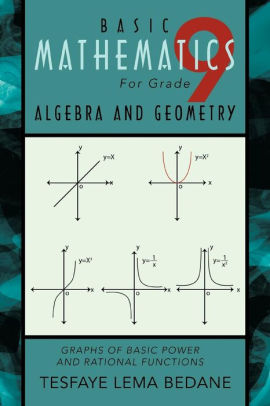 BASIC
MATHEMATICS
For Grade 9
ALGEBRA AND GEOMETRY
y
y=X
x
O
y
y=X²
x
O
y
y=X³
x
O
y
y=1/x
x
O
y
y=1/x²
x
O
GRAPHS OF BASIC POWER
AND RATIONAL FUNCTIONS
TESFAYE LEMA BEDANE